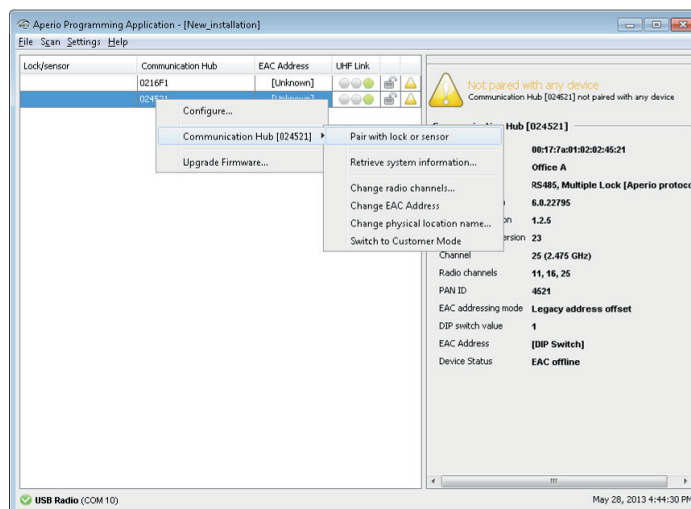 Aperio Programming Application - [New_installation]
File Scan Settings Help
Lock/sensor Communication Hub EAC Address UHF Link
0216F1 [Unknown]
024521 [Unknown]
Configure...
Communication Hub [024521]
Upgrade Firmware...
Pair with lock or sensor
Retrieve system information...
Change radio channels...
Change EAC Address
Change physical location name...
Switch to Customer Mode
Not paired with any device
Communication Hub [024521] not paired with any device
Hub [024521]
00:17:7a:01:02:02:45:21
Office A
RS485, Multiple Lock [Aperio protoc
6.0.22795
on 1.2.5
ersion 23
Channel 25 (2.475 GHz)
Radio channels 11, 16, 25
PAN ID 4521
EAC addressing mode Legacy address offset
DIP switch value 1
EAC Address [DIP Switch]
Device Status EAC offline
USB Radio (COM 10) May 28, 2013 4:44:30 PM